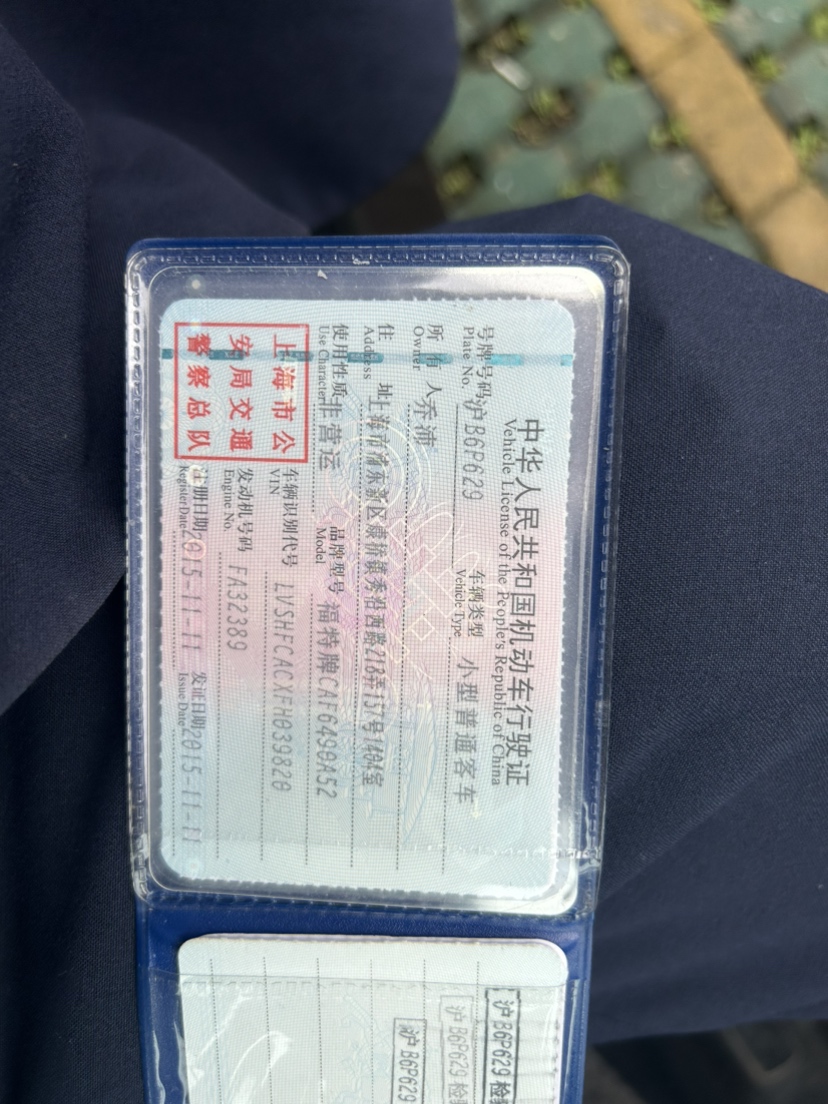 中华人民共和国机动车行驶证
Vehicle License of the People's Republic of China
号牌号码 沪B6P629 车辆类型 小型普通客车
Plate No. Vehicle Type
所有人 乔浦
Owner
住址 上海市浦东新区康桥镇秀沿西路218弄157号1404室
Address
使用性质 非营运 品牌型号 福特牌CAF6490A52
Use Character Model
车辆识别代号 LVSHFCACXFH039820
VIN
发动机号码 FA32389
Engine No.
注册日期 2015-11-11 发证日期 2015-11-11
Register Date Issue Date
上海市公
安局交通
警察总队
沪B6P629 检
沪B6P629 检
沪B6P629